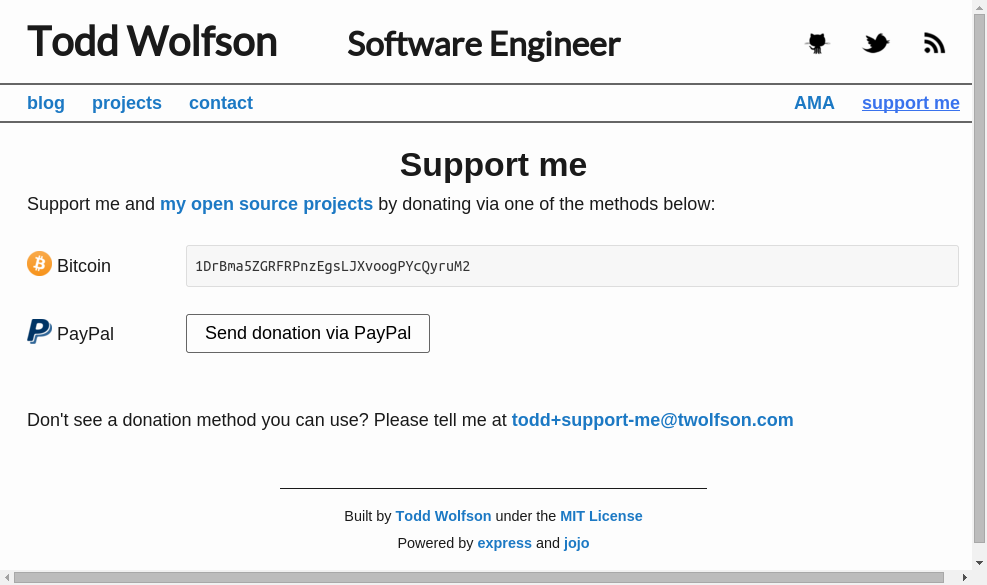 Todd Wolfson Software Engineer
blog projects contact AMA support me
Support me
Support me and my open source projects by donating via one of the methods below:
Bitcoin 1DrBma5ZGRFRPnzEgsLJXvoogPYcQyruM2
PayPal Send donation via PayPal
Don't see a donation method you can use? Please tell me at todd+support-me@twolfson.com
Built by Todd Wolfson under the MIT License
Powered by express and jojo